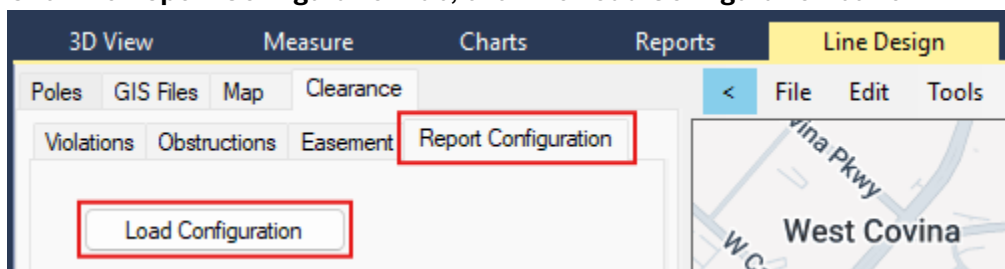 3D View Measure Charts Reports Line Design
Poles GIS Files Map Clearance < File Edit Tools
Violations Obstructions Easement Report Configuration
Load Configuration
Pkwy
West Covina